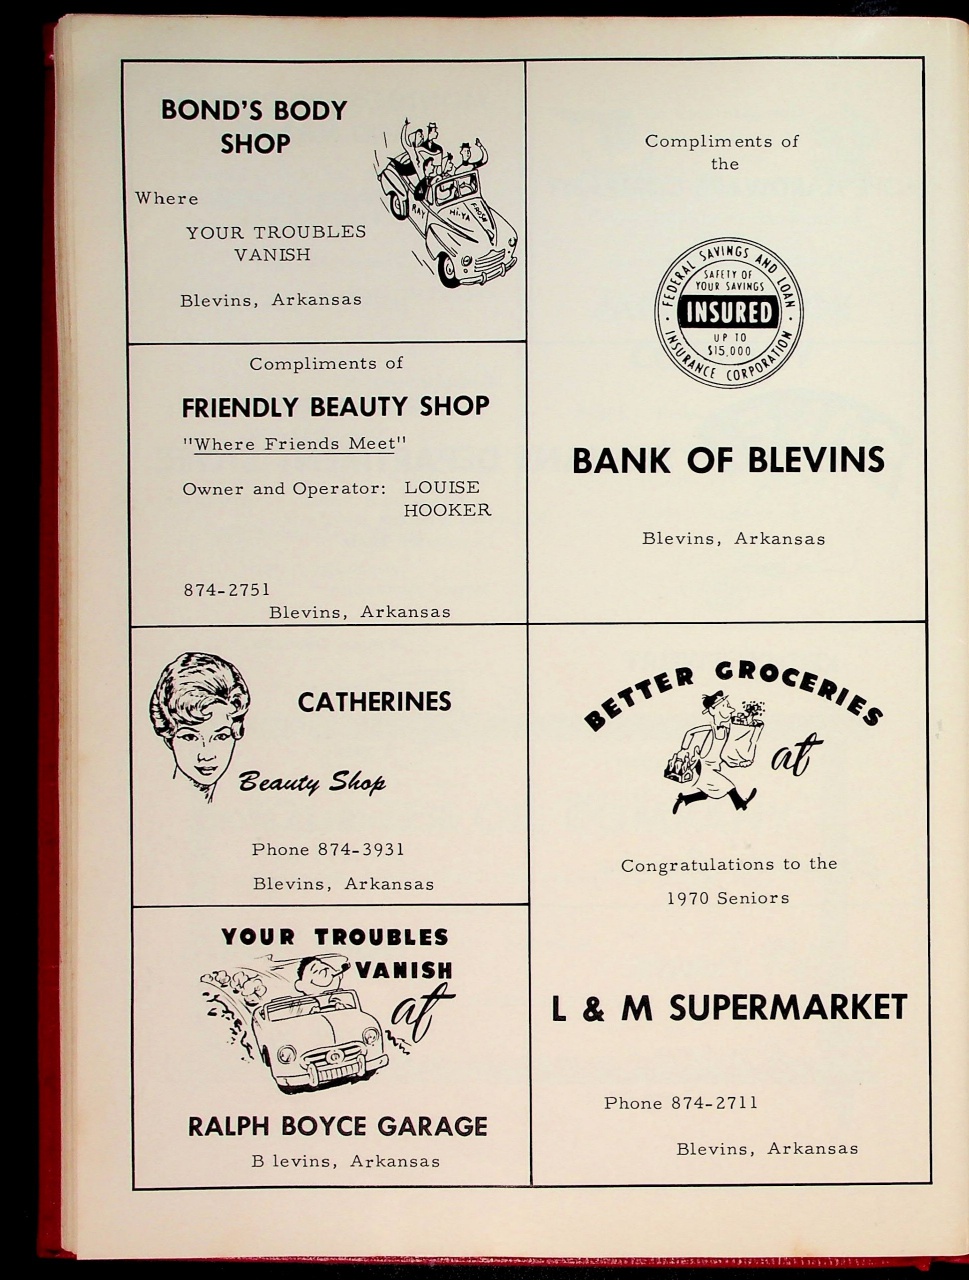 BOND'S BODY
SHOP
Where
YOUR TROUBLES
VANISH
Blevins, Arkansas
RAY
HI-YA
FROSH
Compliments of
FRIENDLY BEAUTY SHOP
"Where Friends Meet"
Owner and Operator: LOUISE
HOOKER
874-2751
Blevins, Arkansas
CATHERINES
Beauty Shop
Phone 874-3931
Blevins, Arkansas
YOUR TROUBLES
VANISH
at
RALPH BOYCE GARAGE
B levins, Arkansas
Compliments of
the
FEDERAL SAVINGS AND LOAN
SAFETY OF
YOUR SAVINGS
INSURED
UP TO
$15,000
INSURANCE CORPORATION
BANK OF BLEVINS
Blevins, Arkansas
BETTER GROCERIES
at
Congratulations to the
1970 Seniors
L & M SUPERMARKET
Phone 874-2711
Blevins, Arkansas